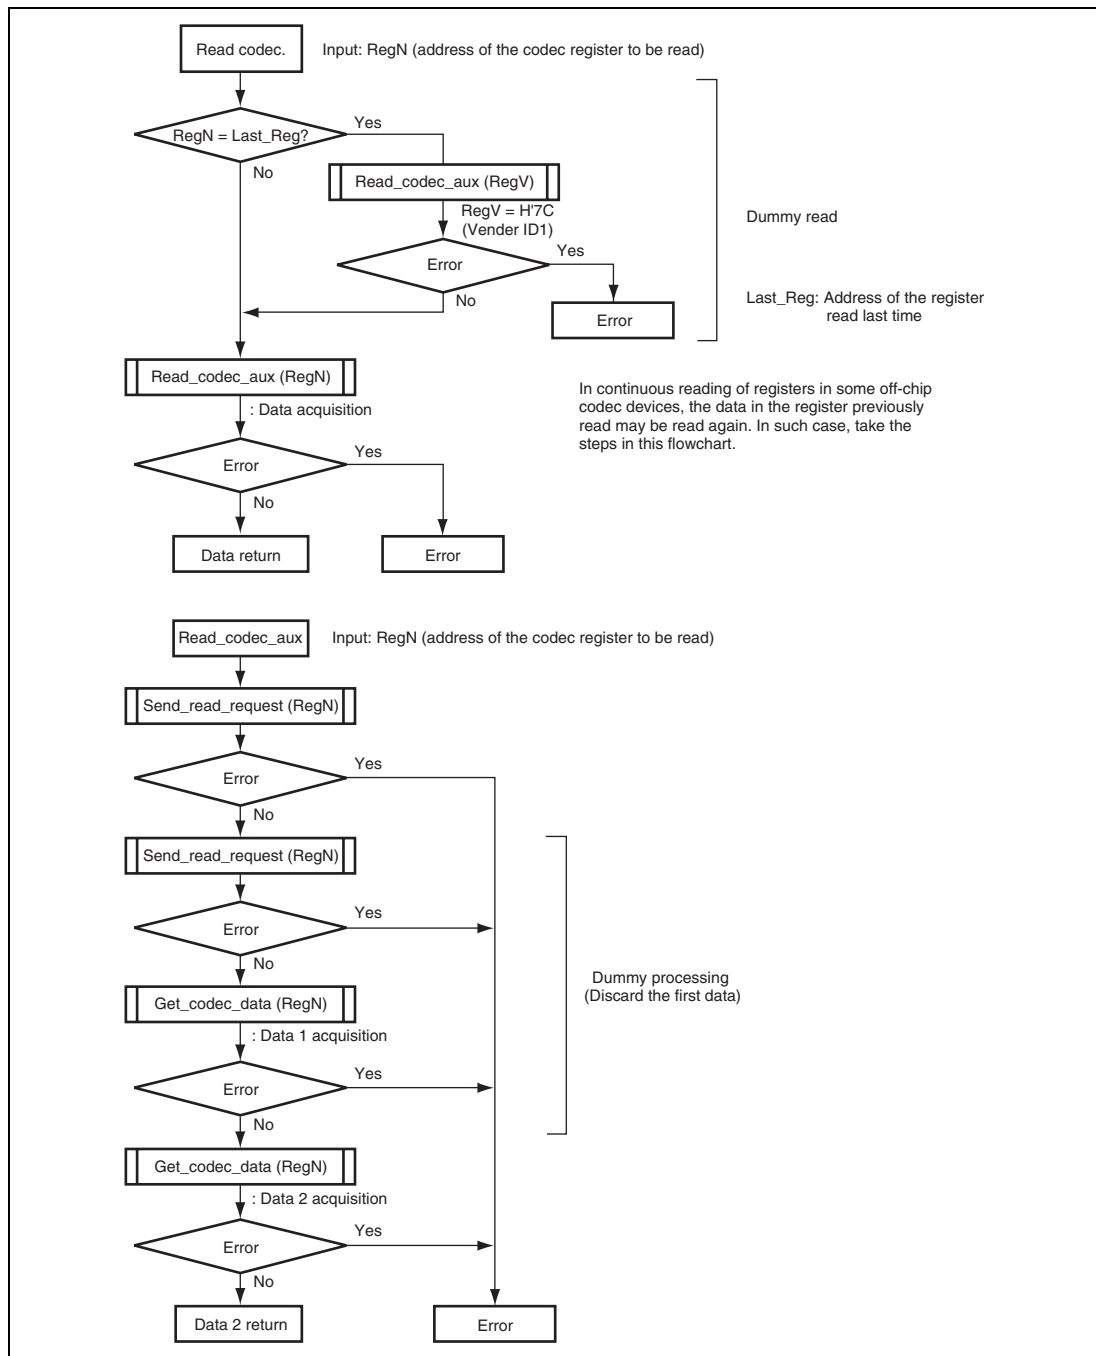 Read codec.
Input: RegN (address of the codec register to be read)
RegN = Last_Reg?
Yes
No
Read_codec_aux (RegV)
RegV = H'7C
(Vender ID1)
Dummy read
Error
Yes
No
Error
Last_Reg: Address of the register
read last time
Read_codec_aux (RegN)
: Data acquisition
In continuous reading of registers in some off-chip
codec devices, the data in the register previously
read may be read again. In such case, take the
steps in this flowchart.
Error
Yes
No
Data return
Error
Read_codec_aux
Input: RegN (address of the codec register to be read)
Send_read_request (RegN)
Error
Yes
No
Send_read_request (RegN)
Error
Yes
No
Dummy processing
(Discard the first data)
Get_codec_data (RegN)
: Data 1 acquisition
Error
Yes
No
Get_codec_data (RegN)
: Data 2 acquisition
Error
Yes
No
Data 2 return
Error